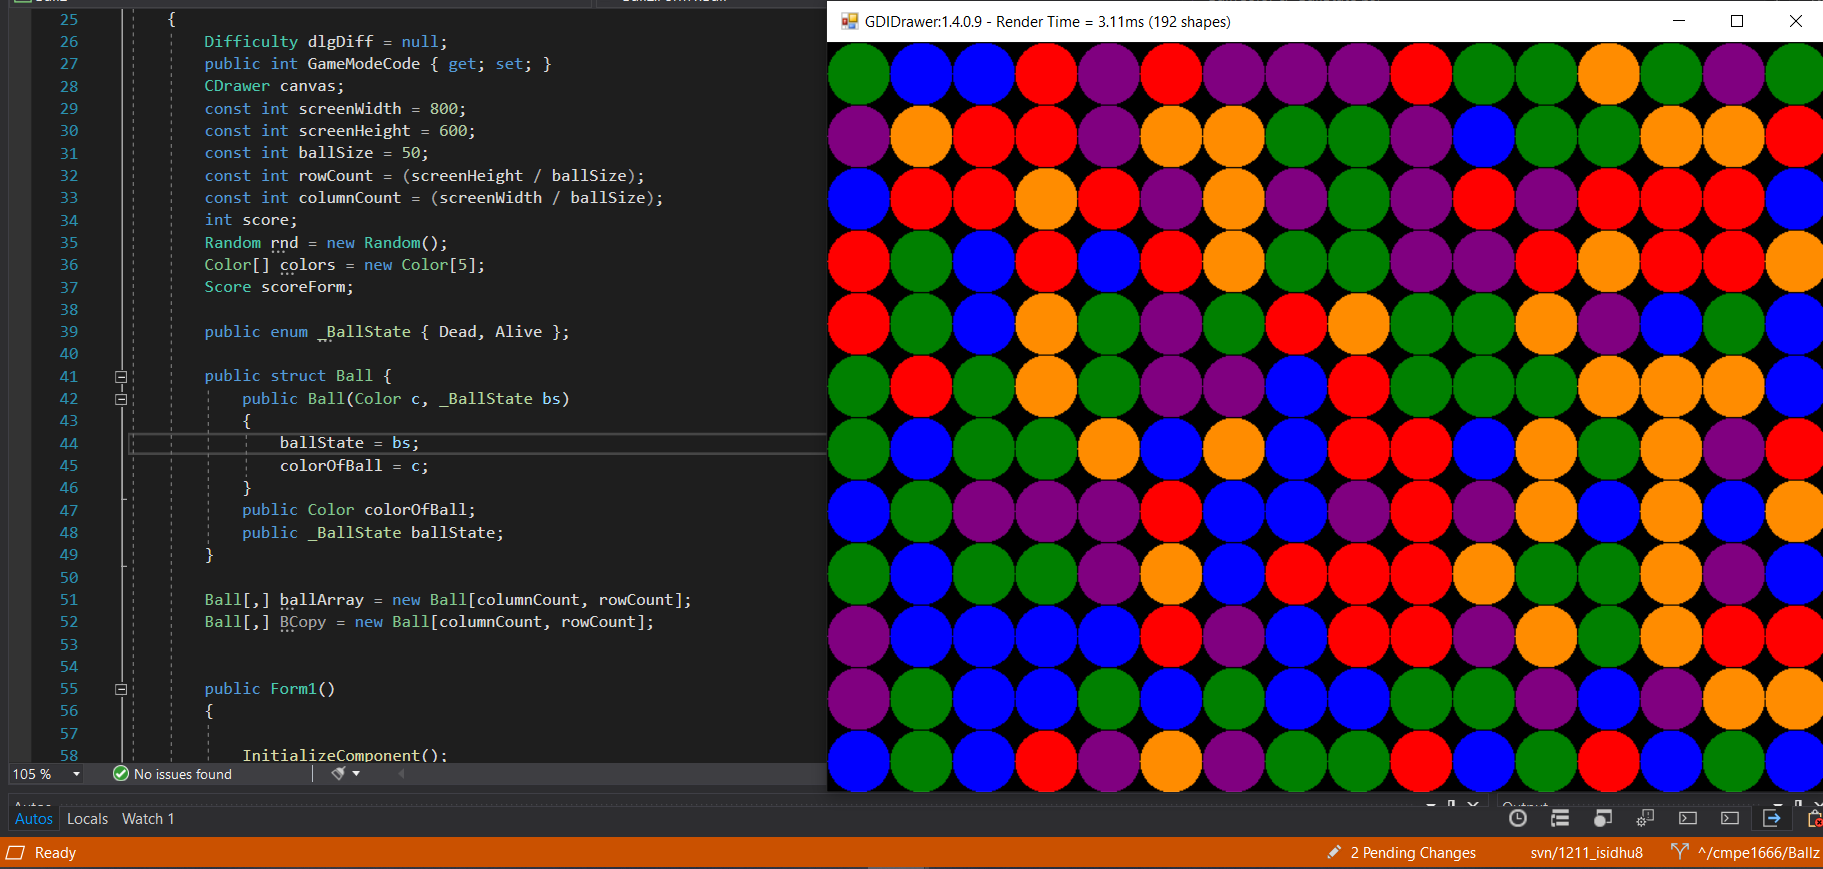 25 {
26 Difficulty dlgDiff = null;
27 public int GameModeCode { get; set; }
28 CDrawer canvas;
29 const int screenWidth = 800;
30 const int screenHeight = 600;
31 const int ballSize = 50;
32 const int rowCount = (screenHeight / ballSize);
33 const int columnCount = (screenWidth / ballSize);
34 int score;
35 Random rnd = new Random();
36 Color[] colors = new Color[5];
37 Score scoreForm;
38
39 public enum _BallState { Dead, Alive };
40
41 public struct Ball {
42 public Ball(Color c, _BallState bs)
43 {
44 ballState = bs;
45 colorOfBall = c;
46 }
47 public Color colorOfBall;
48 public _BallState ballState;
49 }
50
51 Ball[,] ballArray = new Ball[columnCount, rowCount];
52 Ball[,] BCopy = new Ball[columnCount, rowCount];
53
54
55 public Form1()
56 {
57
58 InitializeComponent();
105 %
No issues found
GDIDrawer:1.4.0.9 - Render Time = 3.11ms (192 shapes)
Autos
Output
Autos Locals Watch 1
Ready
2 Pending Changes
svn/1211_isidhu8
^/cmpe1666/Ballz